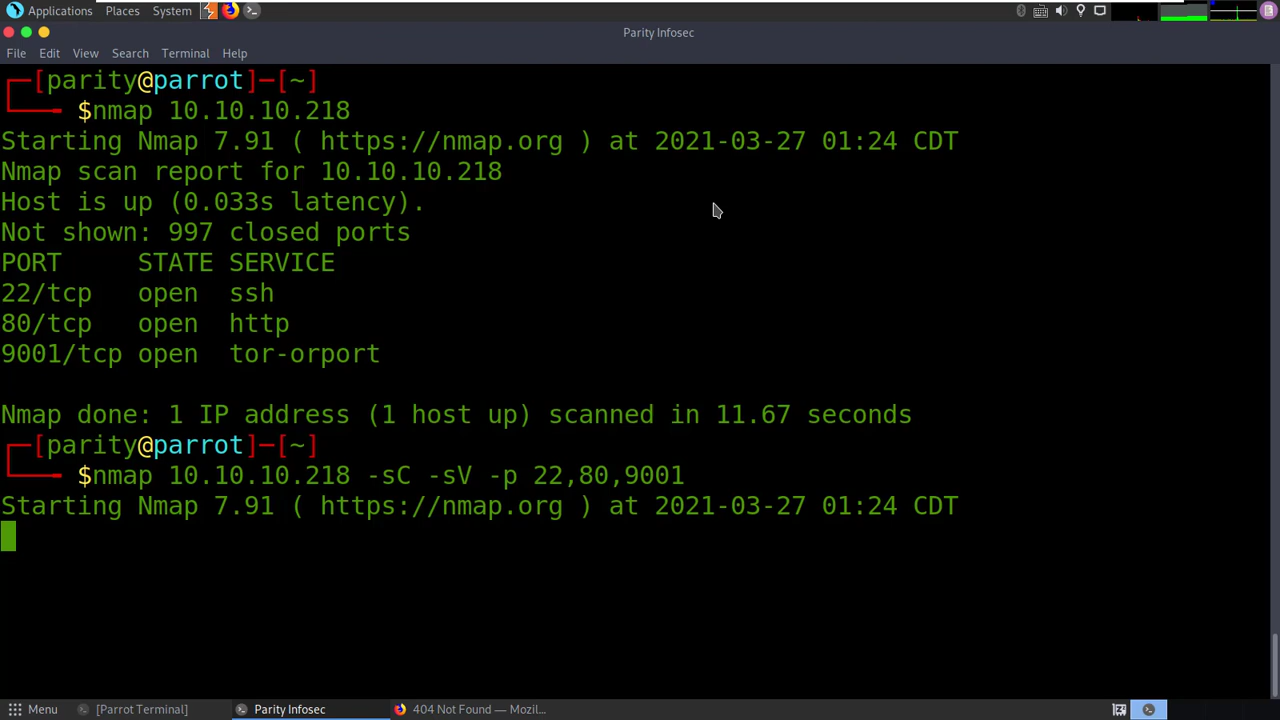 Applications Places System
Parity Infosec
File Edit View Search Terminal Help
┌─[parity@parrot]─[~]
└──╼ $nmap 10.10.10.218
Starting Nmap 7.91 ( https://nmap.org ) at 2021-03-27 01:24 CDT
Nmap scan report for 10.10.10.218
Host is up (0.033s latency).
Not shown: 997 closed ports
PORT     STATE SERVICE
22/tcp   open  ssh
80/tcp   open  http
9001/tcp open  tor-orport
Nmap done: 1 IP address (1 host up) scanned in 11.67 seconds
┌─[parity@parrot]─[~]
└──╼ $nmap 10.10.10.218 -sC -sV -p 22,80,9001
Starting Nmap 7.91 ( https://nmap.org ) at 2021-03-27 01:24 CDT
Menu [Parrot Terminal] Parity Infosec 404 Not Found — Mozil...